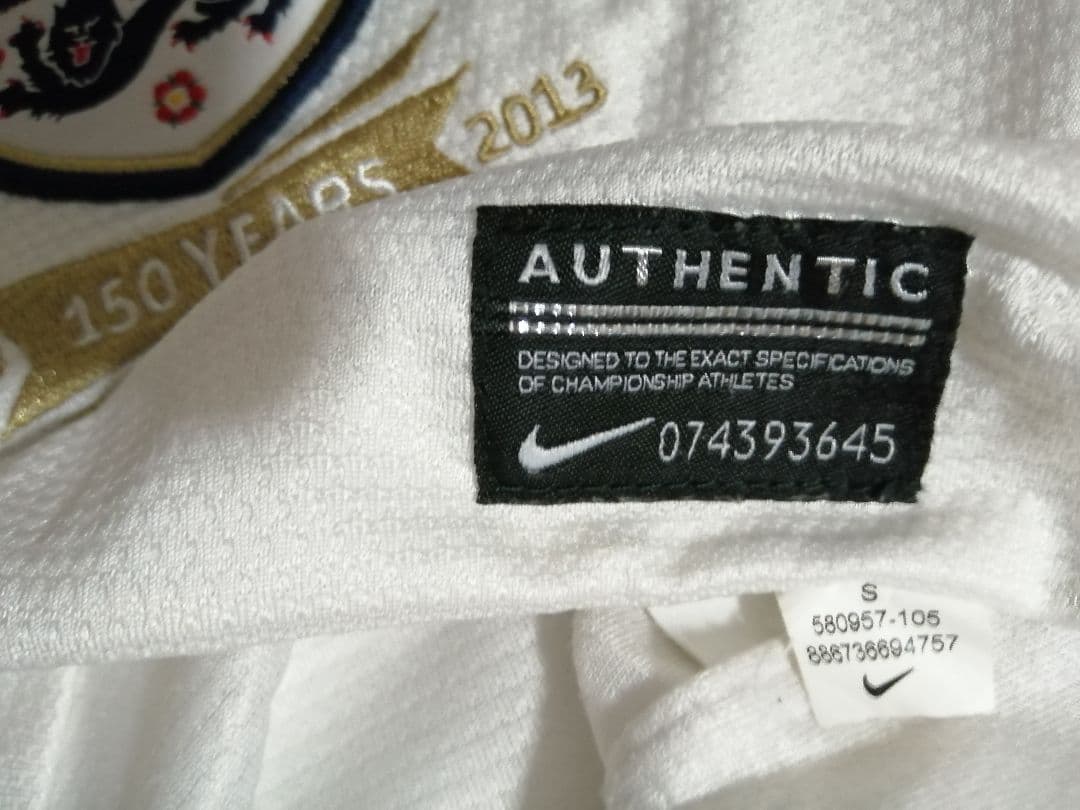 2013
150 YEARS
AUTHENTIC
DESIGNED TO THE EXACT SPECIFICATIONS
OF CHAMPIONSHIP ATHLETES
074393645
S
580957-105
886736694757